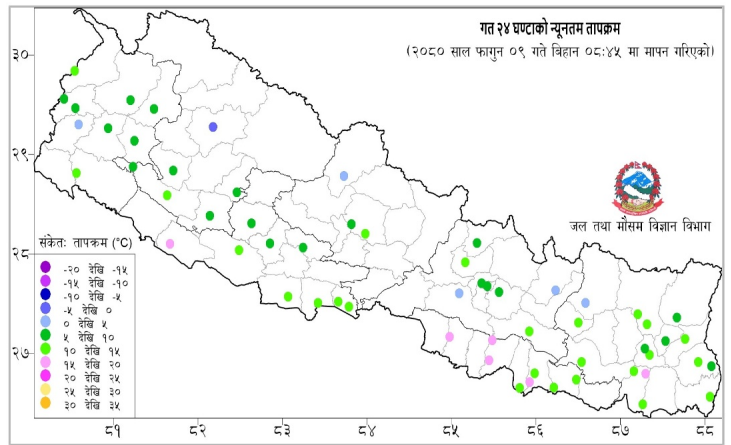 गत २४ घण्टाको न्यूनतम तापक्रम
(२०८० साल फागुन ०९ गते बिहान ०८:४५ मा मापन गरिएको)
३०
२९
२८
२७
जल तथा मौसम विज्ञान विभाग
संकेत: तापक्रम (°C)
-२० देखि -१५
-१५ देखि -१०
-१० देखि -५
-५ देखि ०
० देखि ५
५ देखि १०
१० देखि १५
१५ देखि २०
२० देखि २५
२५ देखि ३०
३० देखि ३५
८१ ८२ ८३ ८४ ८५ ८६ ८७ ८८